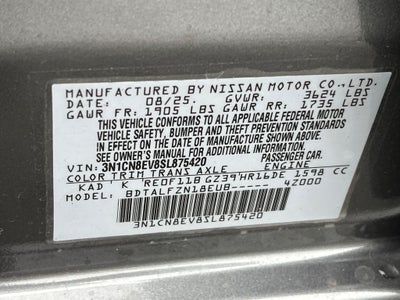 MANUFACTURED BY NISSAN MOTOR CO.,LTD.
DATE: 08/25. GVWR: 3624 LBS
GAWR FR: 1905 LBS GAWR RR: 1735 LBS
THIS VEHICLE CONFORMS TO ALL APPLICABLE FEDERAL MOTOR
VEHICLE SAFETY, BUMPER AND THEFT PREVENTION STANDARDS
IN EFFECT ON THE DATE OF MANUFACTURE SHOWN ABOVE.
SEE OWNER'S MANUAL FOR ADDITIONAL INFORMATION.
VIN: 3N1CN8EV8SL875420 PASSENGER CAR.
COLOR TRIM TRANS AXLE ENGINE
KAD K RE0F11B GZ39 HR16DE 1598 CC
MODEL: BDTALFZN18EUB----- 4Z000
3N1CN8EV8SL875420